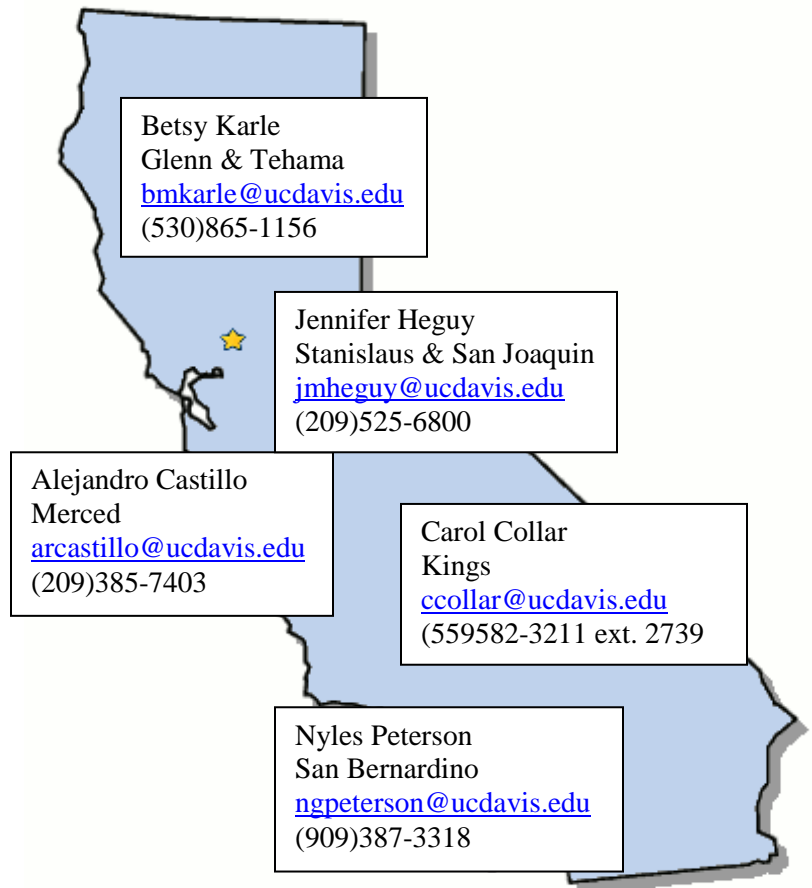 Betsy Karle
Glenn & Tehama
bmkarle@ucdavis.edu
(530)865-1156
Jennifer Heguy
Stanislaus & San Joaquin
jmheguy@ucdavis.edu
(209)525-6800
Alejandro Castillo
Merced
arcastillo@ucdavis.edu
(209)385-7403
Carol Collar
Kings
ccollar@ucdavis.edu
(559582-3211 ext. 2739
Nyles Peterson
San Bernardino
ngpeterson@ucdavis.edu
(909)387-3318